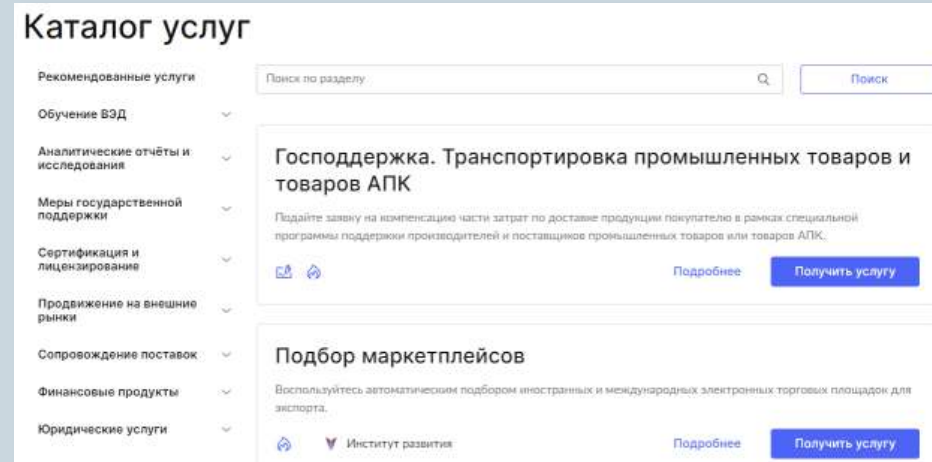 Каталог услуг
Рекомендованные услуги
Обучение ВЭД
Аналитические отчёты и
исследования
Меры государственной
поддержки
Сертификация и
лицензирование
Продвижение на внешние
рынки
Сопровождение поставок
Финансовые продукты
Юридические услуги
Поиск по разделу
Поиск
Господдержка. Транспортировка промышленных товаров и
товаров АПК
Подайте заявку на компенсацию части затрат по доставке продукции покупателю в рамках специальной
программы поддержки производителей и поставщиков промышленных товаров или товаров АПК.
Подробнее
Получить услугу
Подбор маркетплейсов
Воспользуйтесь автоматическим подбором иностранных и международных электронных торговых площадок для
экспорта.
Институт развития
Подробнее
Получить услугу